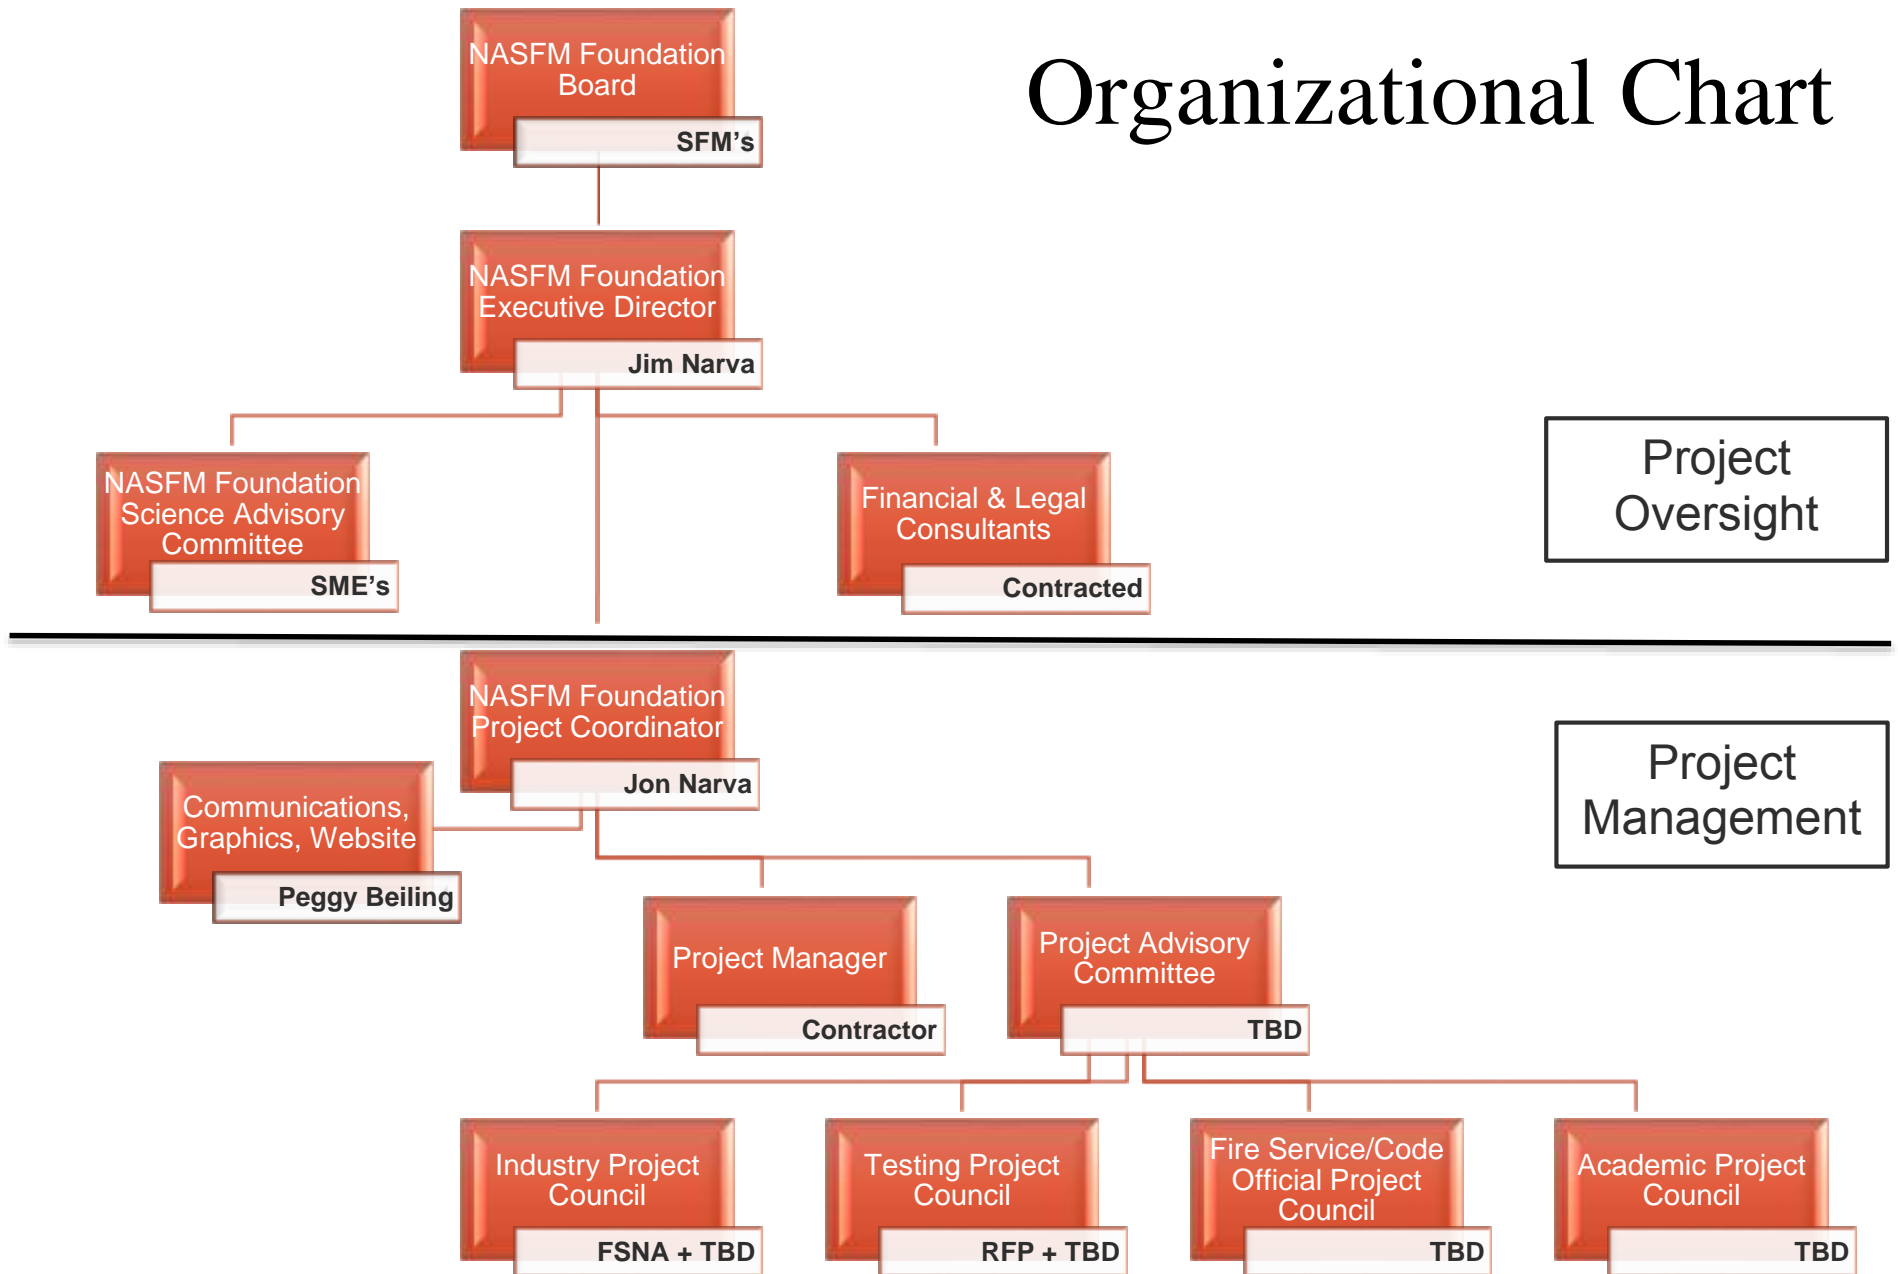 Organizational Chart
NASFM Foundation
Board
SFM's
NASFM Foundation
Executive Director
Jim Narva
NASFM Foundation
Science Advisory
Committee
SME's
Financial & Legal
Consultants
Contracted
Project
Oversight
NASFM Foundation
Project Coordinator
Jon Narva
Communications,
Graphics, Website
Peggy Beiling
Project
Management
Project Manager
Contractor
Project Advisory
Committee
TBD
Industry Project
Council
FSNA + TBD
Testing Project
Council
RFP + TBD
Fire Service/Code
Official Project
Council
TBD
Academic Project
Council
TBD